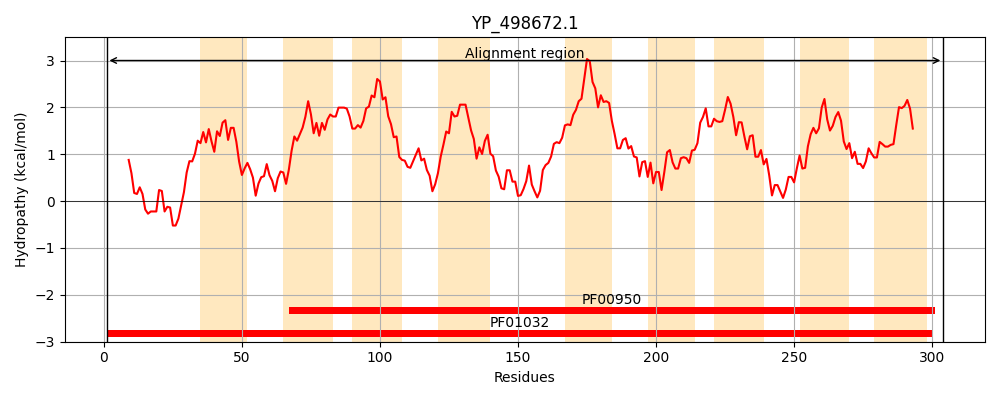 YP_498672.1
Alignment region
Hydropathy (kcal/mol)
3
2
1
0
−1
−2
−3
PF00950
PF01032
0 50 100 150 200 250 300
Residues